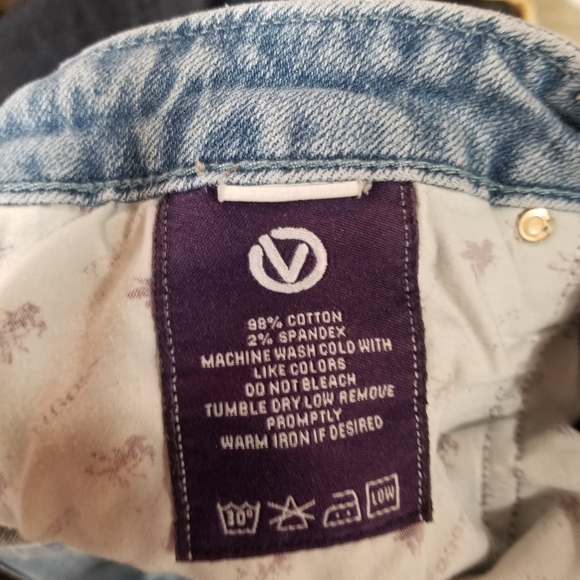 V
98% COTTON
2% SPANDEX
MACHINE WASH COLD WITH
LIKE COLORS
DO NOT BLEACH
TUMBLE DRY LOW REMOVE
PROMPTLY
WARM IRON IF DESIRED
30° LOW